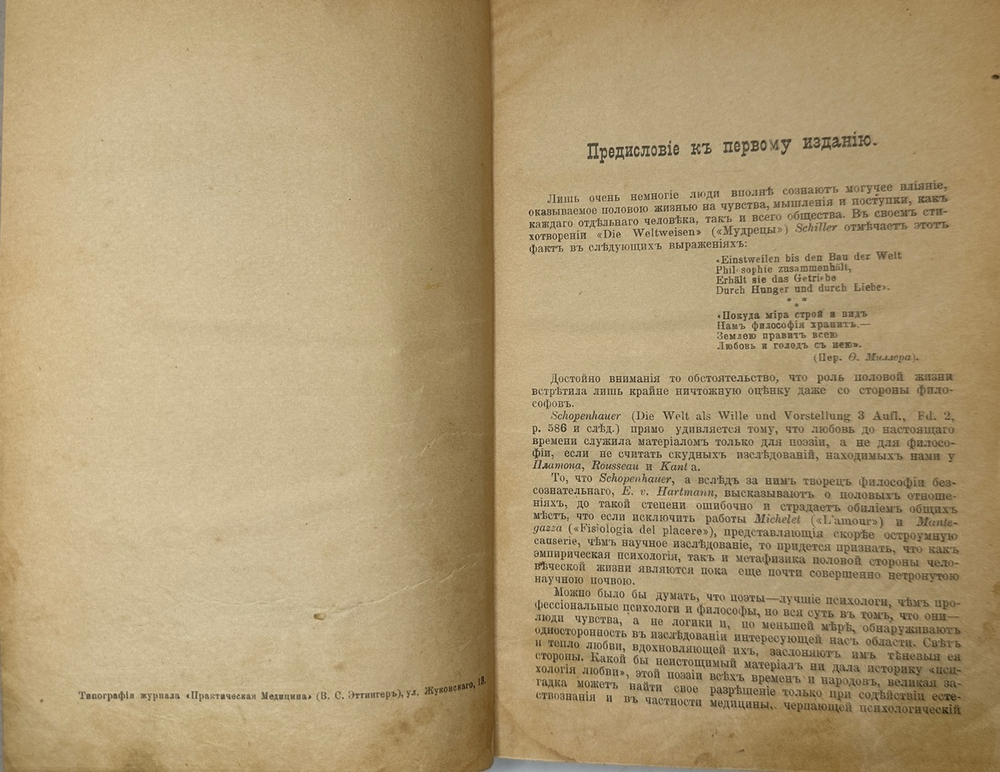 Типографія журнала «Практическая Медицина» (В. С. Эттингеръ), ул. Жуковскаго, 13.
Предисловіе къ первому изданію.
Лишь очень немногіе люди вполнѣ сознаютъ могучее вліяніе,
оказываемое половою жизнью на чувства, мышленія и поступки, какъ
каждаго отдѣльнаго человѣка, такъ и всего общества. Въ своемъ сти-
хотвореніи «Die Weltweisen» («Мудрецы») Schiller отмѣчаетъ этотъ
фактъ въ слѣдующихъ выраженіяхъ:
«Einstweilen bis den Bau der Welt
Philosophie zusammenhält,
Erhält sie das Getriebe
Durch Hunger und durch Liebe».
* * *
«Покуда міра строй и видъ
Намъ философія хранитъ.—
Землею правитъ всею
Любовь и голодъ съ нею».
(Пер. Ѳ. Миллера).
Достойно вниманія то обстоятельство, что роль половой жизни
встрѣтила лишь крайне ничтожную оцѣнку даже со стороны фило-
софовъ.
Schopenhauer (Die Welt als Wille und Vorstellung 3 Aufl., Bd. 2,
p. 586 и слѣд.) прямо удивляется тому, что любовь до настоящаго
времени служила матеріаломъ только для поэзіи, а не для филосо-
фіи, если не считать скудныхъ изслѣдованій, находимыхъ нами у
Платона, Rousseau и Kant'a.
То, что Schopenhauer, а вслѣдъ за нимъ творецъ философіи без-
сознательнаго, E. v. Hartmann, высказываютъ о половыхъ отноше-
ніяхъ, до такой степени ошибочно и страдаетъ обиліемъ общихъ
мѣстъ, что если исключить работы Michelet («L'amour») и Mante-
gazza («Fisiologia del placere»), представляющія скорѣе остроумную
causerie, чѣмъ научное изслѣдованіе, то придется признать, что какъ
эмпирическая психологія, такъ и метафизика половой стороны чело-
вѣческой жизни являются пока еще почти совершенно нетронутою
научною почвою.
Можно было бы думать, что поэты—лучшіе психологи, чѣмъ про-
фессіональные психологи и философы, но вся суть въ томъ, что они—
люди чувства, а не логики и, по меньшей мѣрѣ, обнаруживаютъ
односторонность въ изслѣдованіи интересующей насъ области. Свѣтъ
и тепло любви, вдохновляющей ихъ, заслоняютъ имъ тѣневыя ея
стороны. Какой бы неистощимый матеріалъ ни дала историку «пси-
хологія любви», этой поэзіи всѣхъ временъ и народовъ, великая за-
гадка можетъ найти свое разрѣшеніе только при содѣйствіи есте-
ствознанія и въ частности медицины, черпающей психологическій